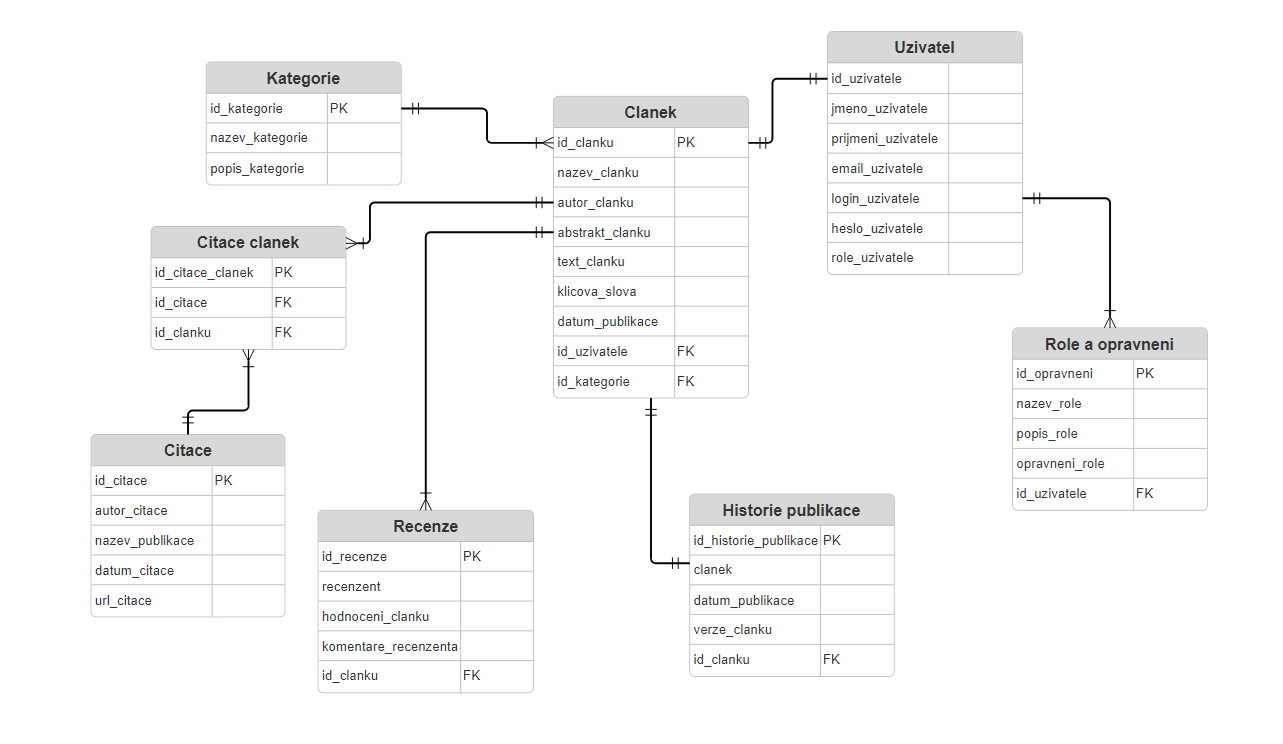 Kategorie
id_kategorie PK
nazev_kategorie
popis_kategorie
Clanek
id_clanku PK
nazev_clanku
autor_clanku
abstrakt_clanku
text_clanku
klicova_slova
datum_publikace
id_uzivatele FK
id_kategorie FK
Uzivatel
id_uzivatele
jmeno_uzivatele
prijmeni_uzivatele
email_uzivatele
login_uzivatele
heslo_uzivatele
role_uzivatele
Citace clanek
id_citace_clanek PK
id_citace FK
id_clanku FK
Role a opravneni
id_opravneni PK
nazev_role
popis_role
opravneni_role
id_uzivatele FK
Citace
id_citace PK
autor_citace
nazev_publikace
datum_citace
url_citace
Recenze
id_recenze PK
recenzent
hodnoceni_clanku
komentare_recenzenta
id_clanku FK
Historie publikace
id_historie_publikace PK
clanek
datum_publikace
verze_clanku
id_clanku FK